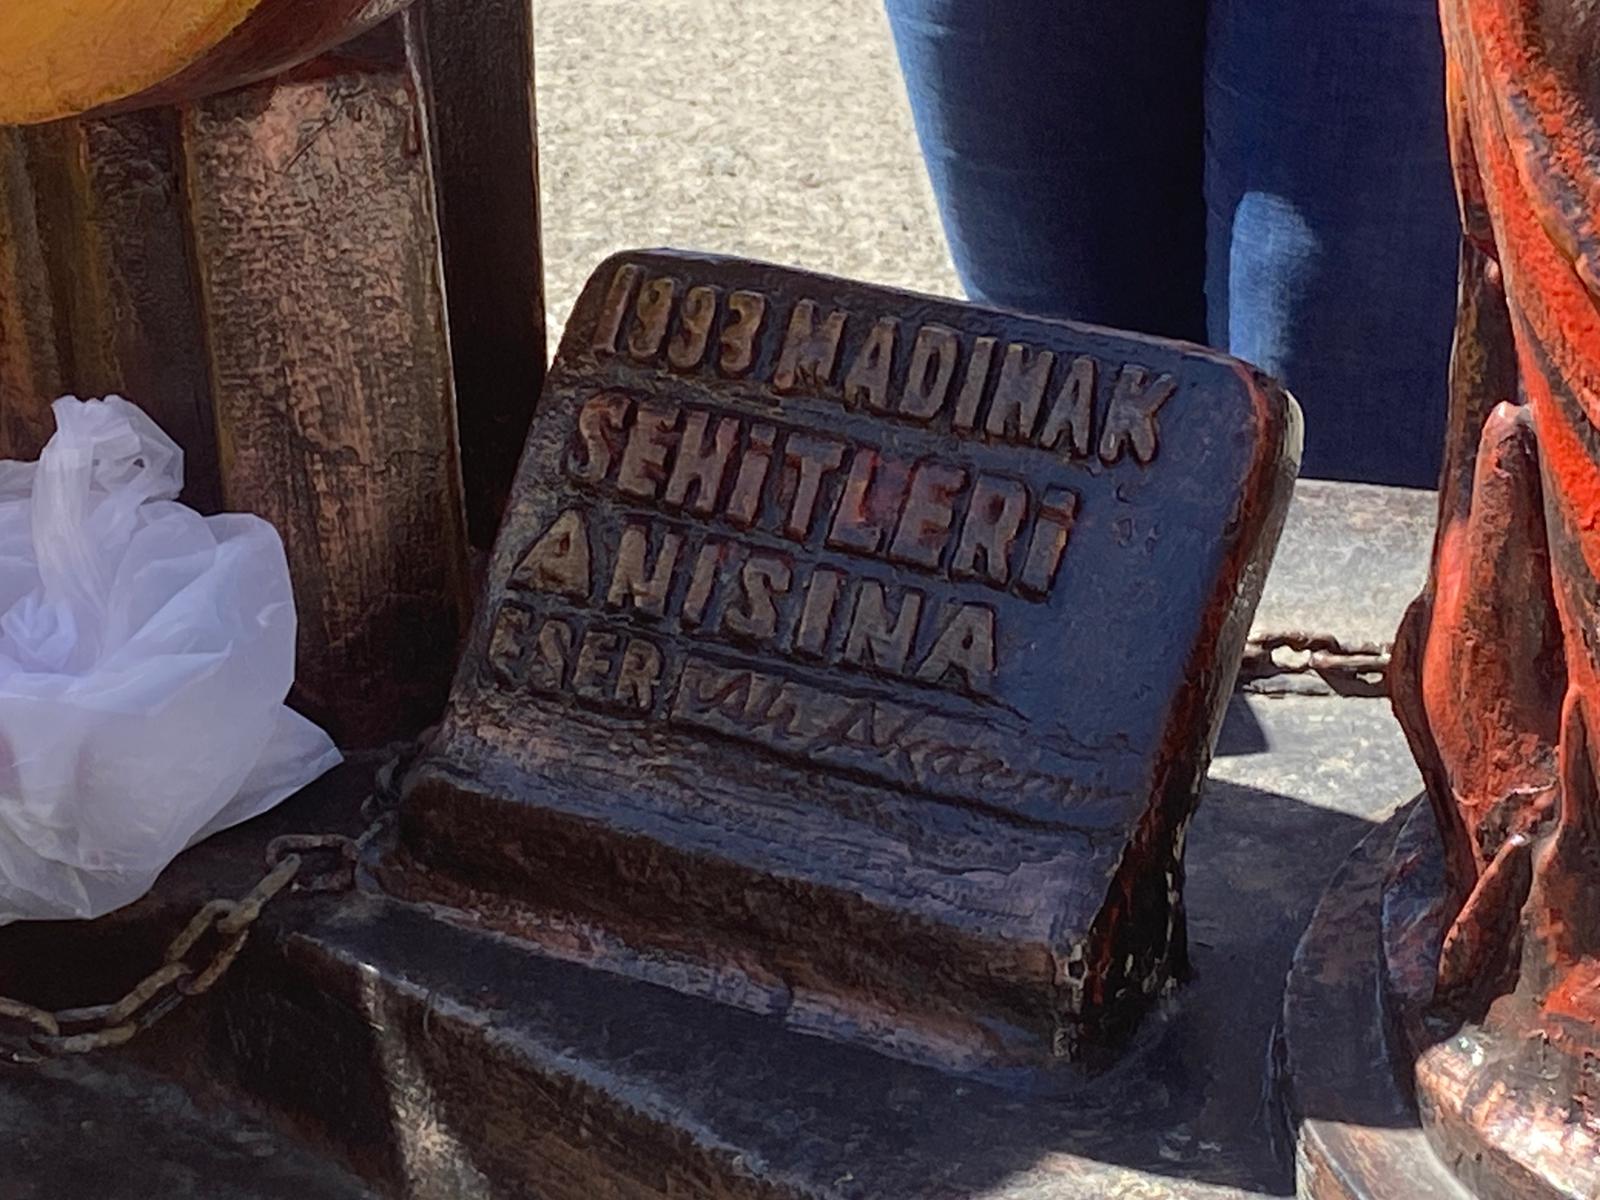 1993 MADIMAK
SEHİTLERİ
ANISINA
ESER